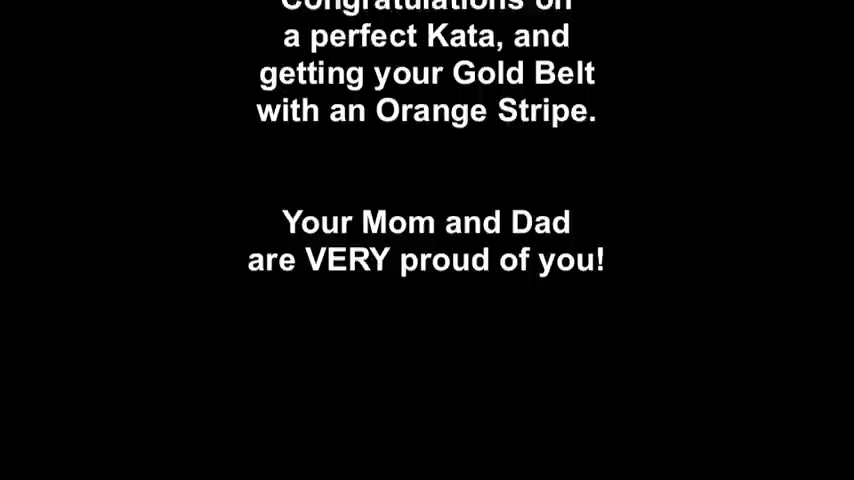 Congratulations on
a perfect Kata, and
getting your Gold Belt
with an Orange Stripe.
Your Mom and Dad
are VERY proud of you!